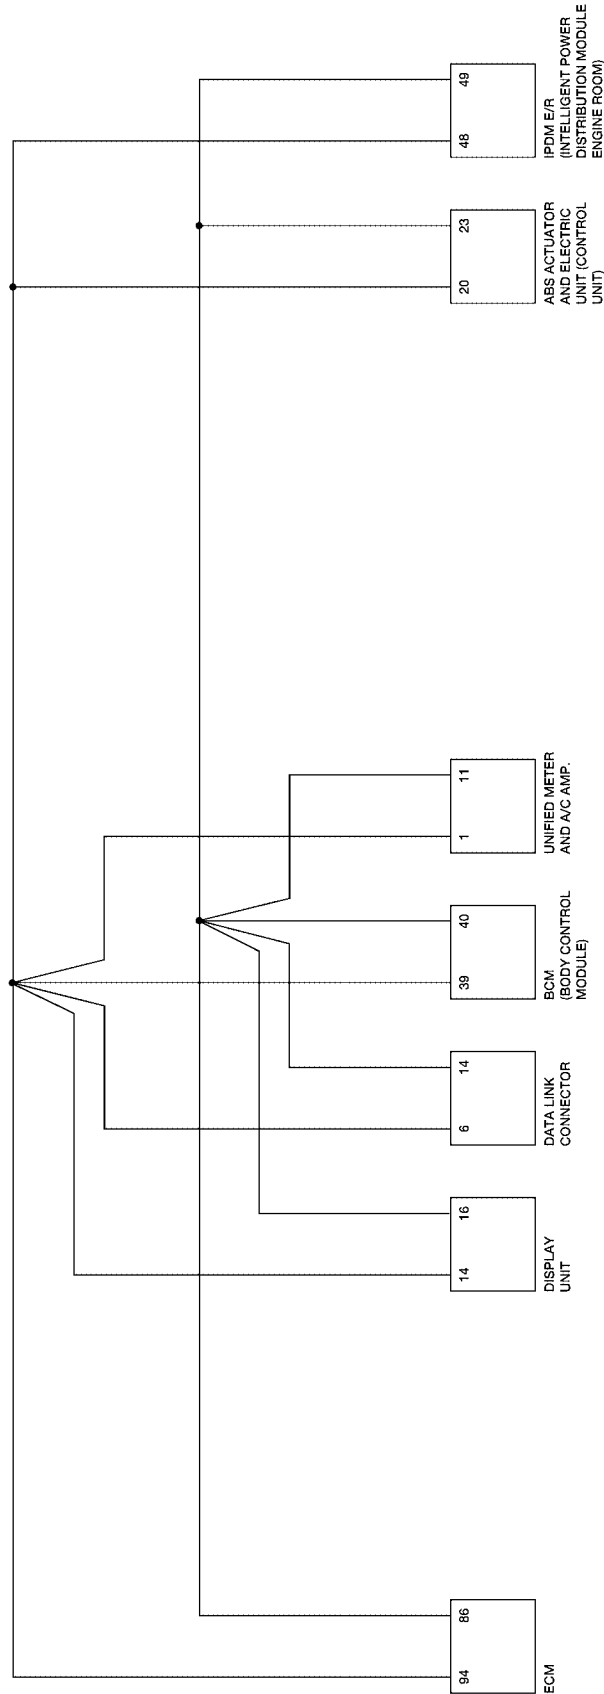 94
86
ECM
14
16
DISPLAY
UNIT
6
14
DATA LINK
CONNECTOR
39
40
BCM
(BODY CONTROL
MODULE)
1
11
UNIFIED METER
AND A/C AMP.
20
23
ABS ACTUATOR
AND ELECTRIC
UNIT (CONTROL
UNIT)
48
49
IPDM E/R
(INTELLIGENT POWER
DISTRIBUTION MODULE
ENGINE ROOM)